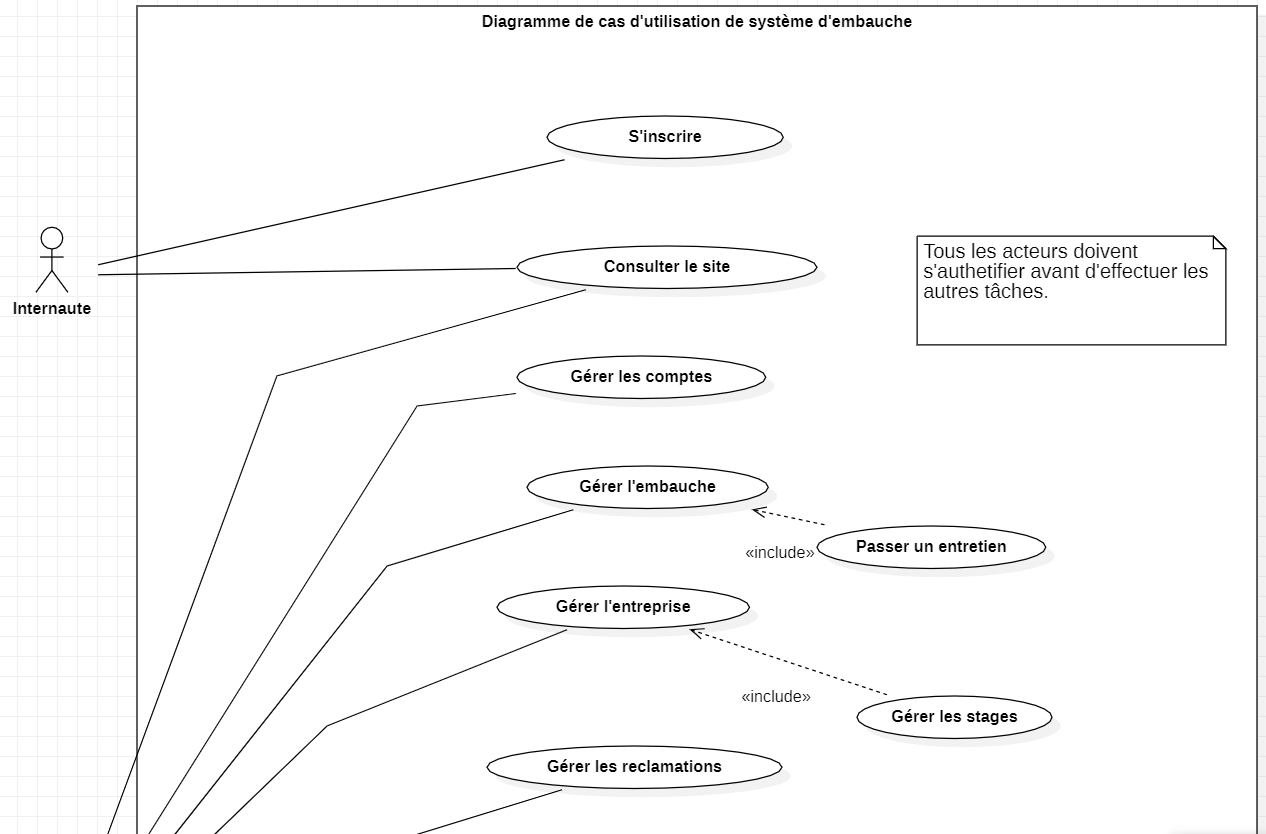 Diagramme de cas d'utilisation de système d'embauche
S'inscrire
Internaute
Consulter le site
Tous les acteurs doivent
s'authetifier avant d'effectuer les
autres tâches.
Gérer les comptes
Gérer l'embauche
Passer un entretien
«include»
Gérer l'entreprise
«include»
Gérer les stages
Gérer les reclamations